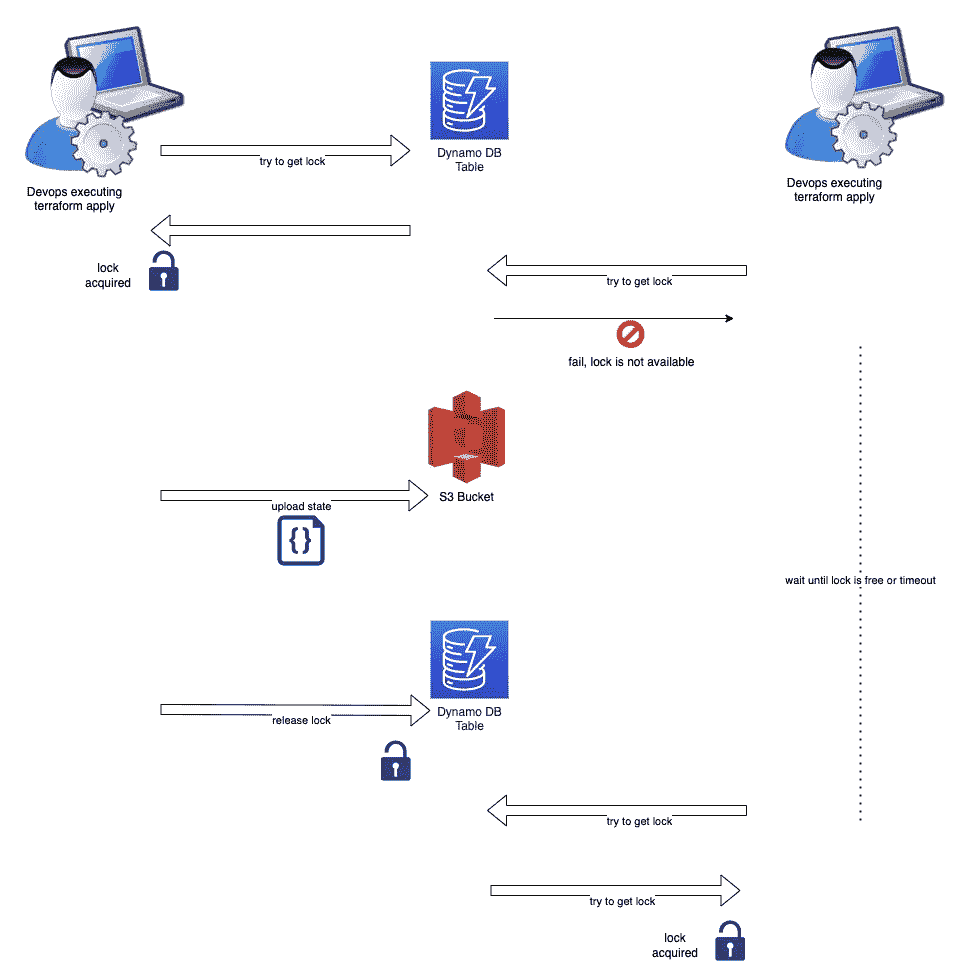 try to get lock
Dynamo DB
Table
Devops executing
terraform apply
Devops executing
terraform apply
lock
acquired
try to get lock
fail, lock is not available
S3 Bucket
upload state
{}
wait until lock is free or timeout
release lock
Dynamo DB
Table
try to get lock
try to get lock
lock
acquired